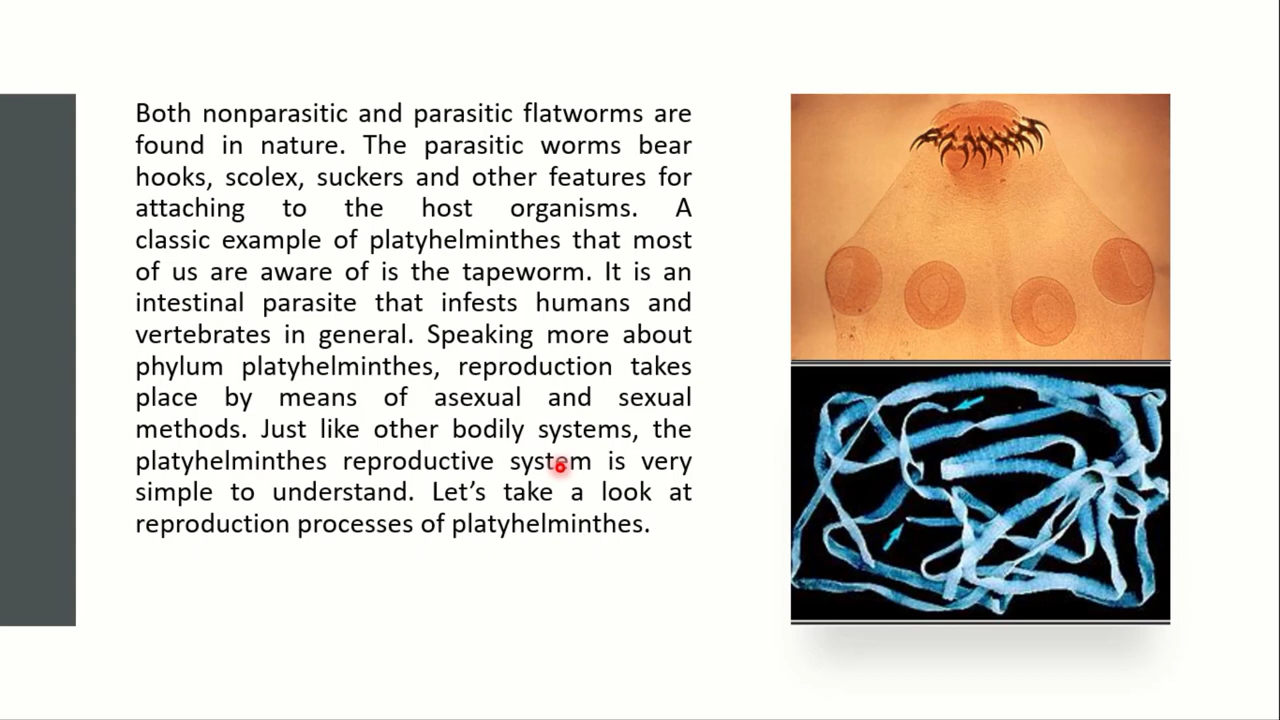 Both nonparasitic and parasitic flatworms are
found in nature. The parasitic worms bear
hooks, scolex, suckers and other features for
attaching to the host organisms. A
classic example of platyhelminthes that most
of us are aware of is the tapeworm. It is an
intestinal parasite that infests humans and
vertebrates in general. Speaking more about
phylum platyhelminthes, reproduction takes
place by means of asexual and sexual
methods. Just like other bodily systems, the
platyhelminthes reproductive system is very
simple to understand. Let’s take a look at
reproduction processes of platyhelminthes.